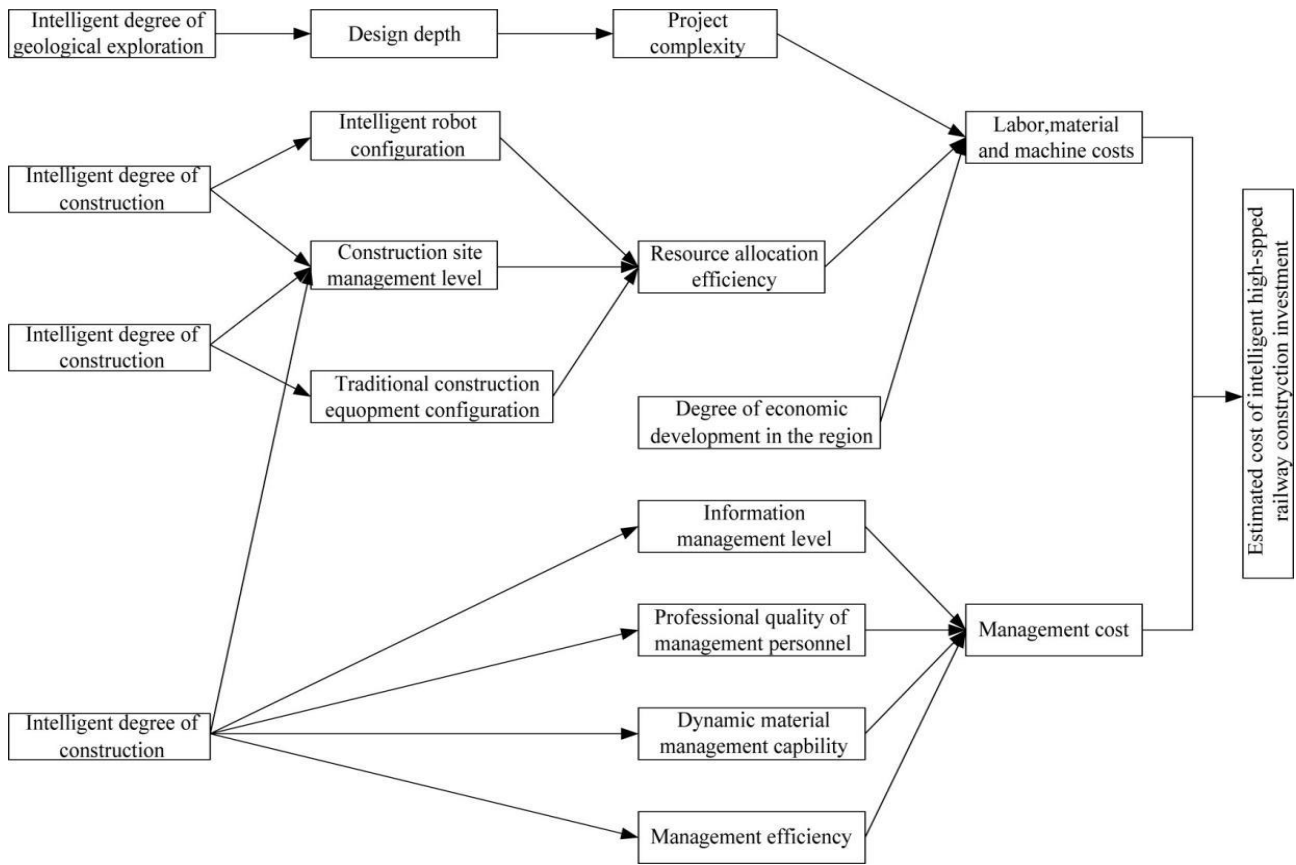 Intelligent degree of
geological exploration
Design depth
Project
complexity
Intelligent robot
configuration
Labor,material
and machine costs
Intelligent degree of
construction
Construction site
management level
Resource allocation
efficiency
Intelligent degree of
construction
Traditional construction
equopment configuration
Degree of economic
development in the region
Estimated cost of intelligent high-spped
railway constryction investment
Information
management level
Professional quality of
management personnel
Management cost
Intelligent degree of
construction
Dynamic material
management capbility
Management efficiency